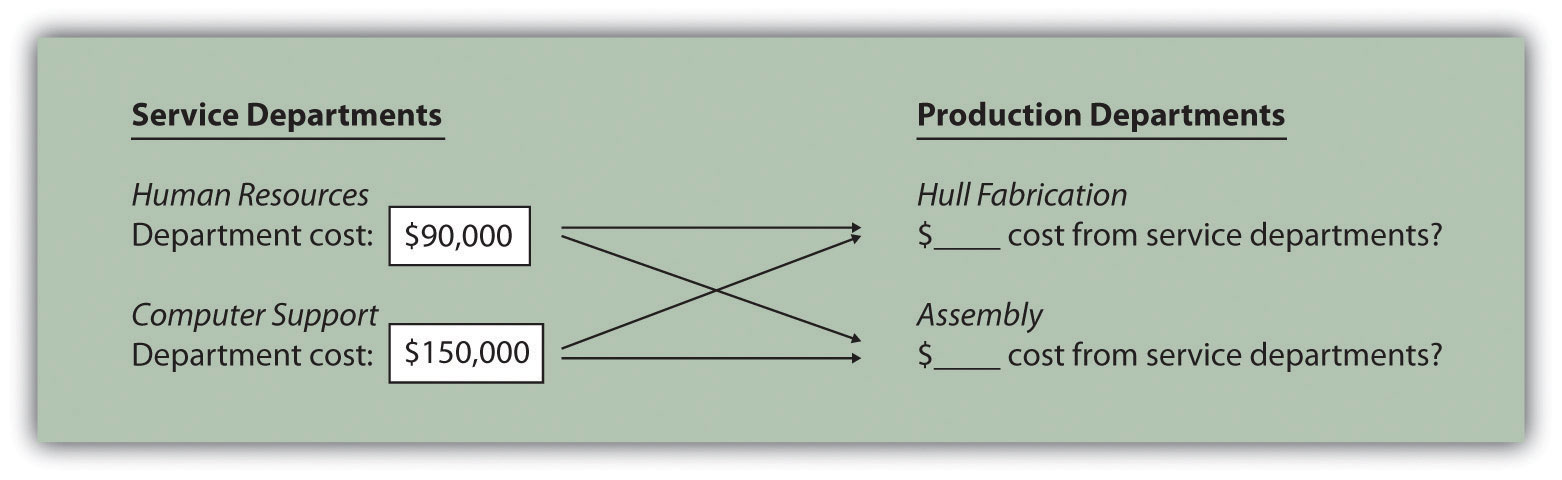 Service Departments
Human Resources
Department cost: $90,000
Computer Support
Department cost: $150,000
Production Departments
Hull Fabrication
$____ cost from service departments?
Assembly
$____ cost from service departments?